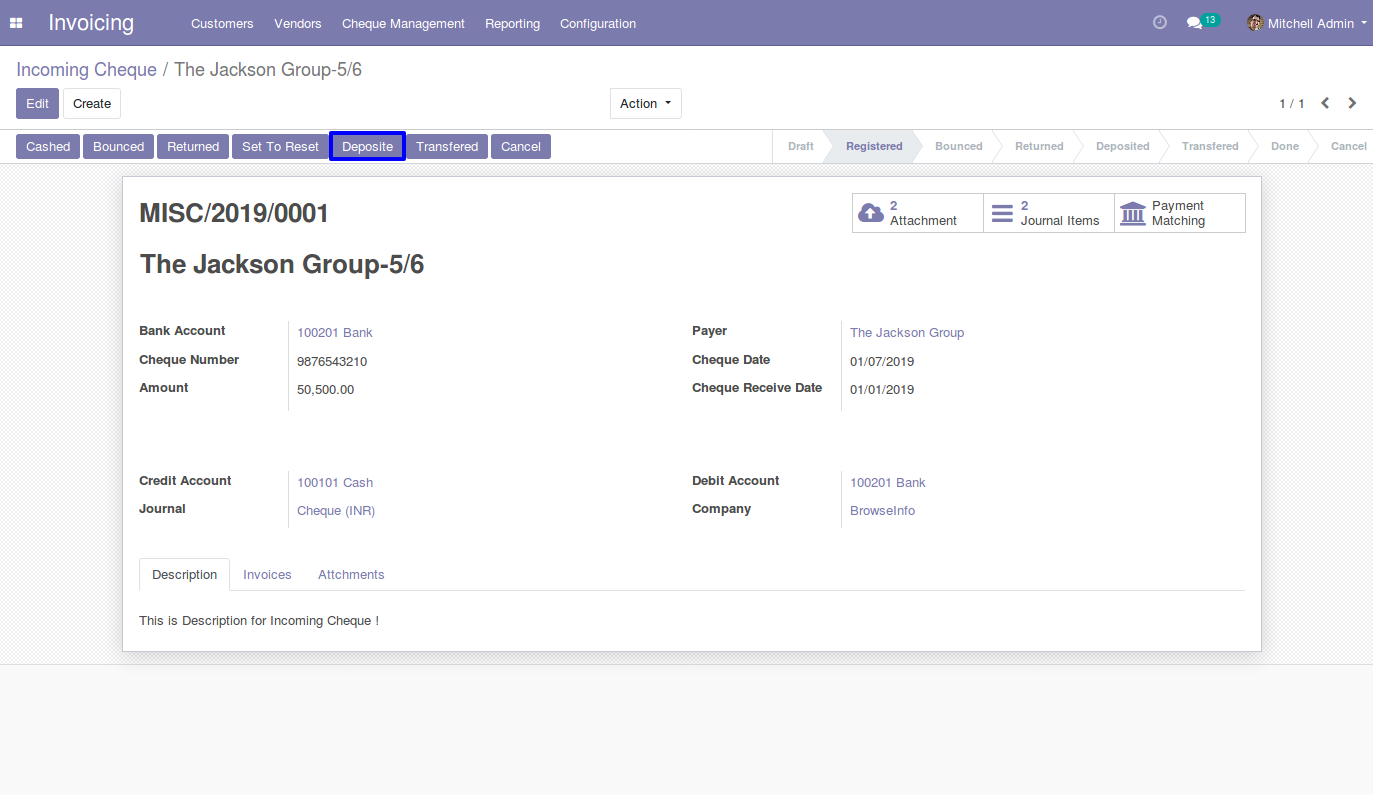 Invoicing Customers Vendors Cheque Management Reporting Configuration 13 Mitchell Admin
Incoming Cheque / The Jackson Group-5/6
Edit Create Action 1 / 1
Cashed Bounced Returned Set To Reset Deposite Transfered Cancel Draft Registered Bounced Returned Deposited Transfered Done Cancel
MISC/2019/0001
2 Attachment
2 Journal Items
Payment Matching
The Jackson Group-5/6
Bank Account 100201 Bank Payer The Jackson Group
Cheque Number 9876543210 Cheque Date 01/07/2019
Amount 50,500.00 Cheque Receive Date 01/01/2019
Credit Account 100101 Cash Debit Account 100201 Bank
Journal Cheque (INR) Company BrowseInfo
Description Invoices Attchments
This is Description for Incoming Cheque !